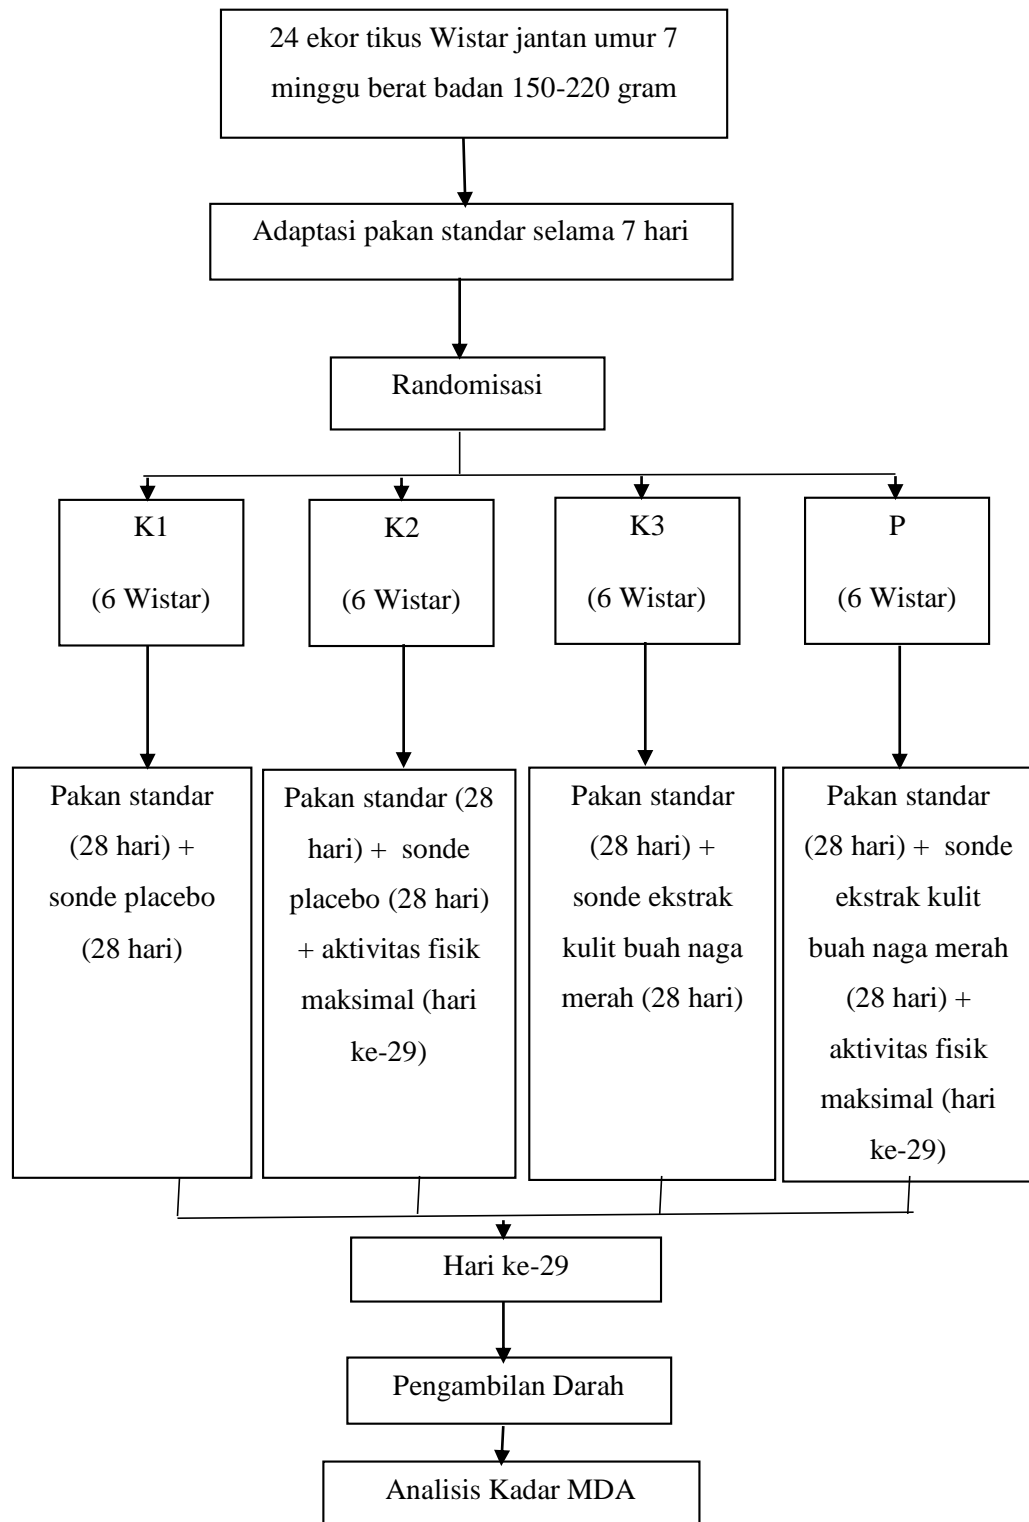 24 ekor tikus Wistar jantan umur 7
minggu berat badan 150-220 gram
Adaptasi pakan standar selama 7 hari
Randomisasi
K1
(6 Wistar)
K2
(6 Wistar)
K3
(6 Wistar)
P
(6 Wistar)
Pakan standar
(28 hari) +
sonde placebo
(28 hari)
Pakan standar (28
hari) + sonde
placebo (28 hari)
+ aktivitas fisik
maksimal (hari
ke-29)
Pakan standar
(28 hari) +
sonde ekstrak
kulit buah naga
merah (28 hari)
Pakan standar
(28 hari) + sonde
ekstrak kulit
buah naga merah
(28 hari) +
aktivitas fisik
maksimal (hari
ke-29)
Hari ke-29
Pengambilan Darah
Analisis Kadar MDA